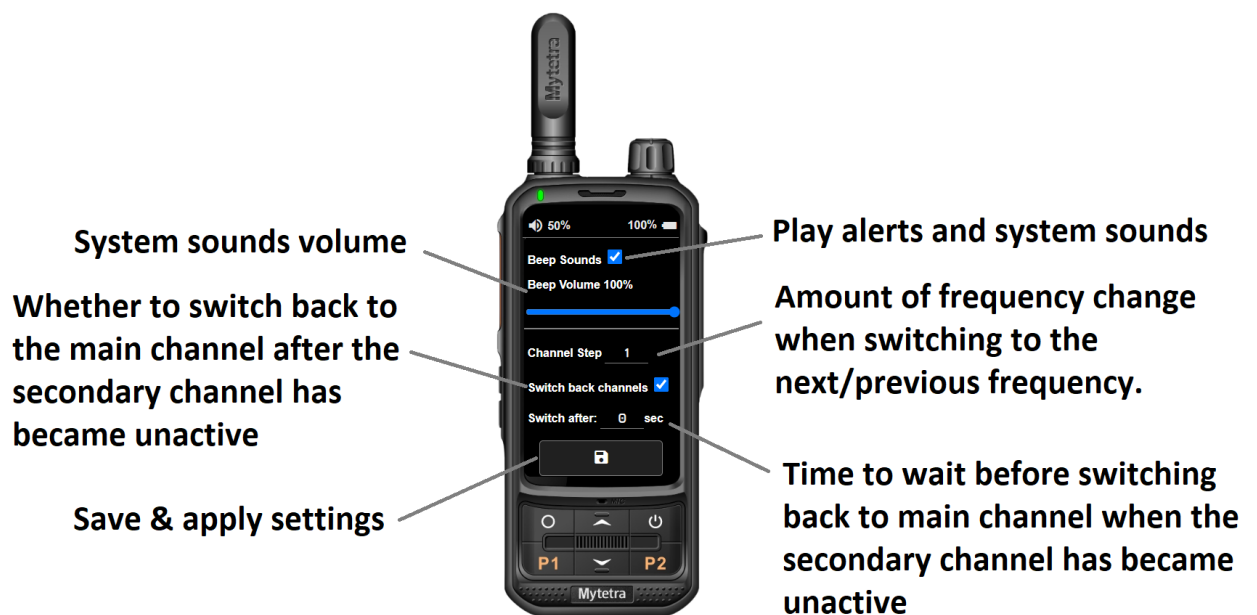 Mytetra
50%
100%
System sounds volume
Beep Sounds
Play alerts and system sounds
Beep Volume 100%
Whether to switch back to
the main channel after the
secondary channel has
became unactive
Amount of frequency change
when switching to the
next/previous frequency.
Channel Step 1
Switch back channels
Switch after: 0 sec
Save & apply settings
Time to wait before switching
back to main channel when the
secondary channel has became
unactive
P1
P2
Mytetra